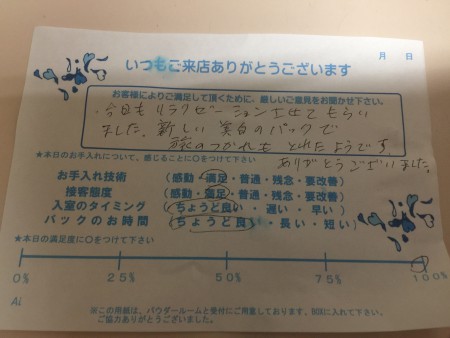 月　日
いつもご来店ありがとうございます
お客様によりご満足して頂くために、厳しいご意見をお聞かせ下さい。
今日もリラクゼーションさせてもらい
ました。新しい美白のパックで
旅のつかれも とれたようです。
ありがとうございました。
★本日のお手入れについて、感じることに○をつけて下さい
お手入れ技術　（感動・満足・普通・残念・要改善）
接客態度　（感動・満足・普通・残念・要改善）
入室のタイミング　（ちょうど良い・遅い・早い）
パックのお時間　（ちょうど良い・長い・短い）
★本日の満足度に○をつけて下さい
0%　25%　50%　75%　100%
Ai
※この用紙は、パウダールームと受付にご用意しております、BOXに入れて下さい。
ご協力ありがとうございました。